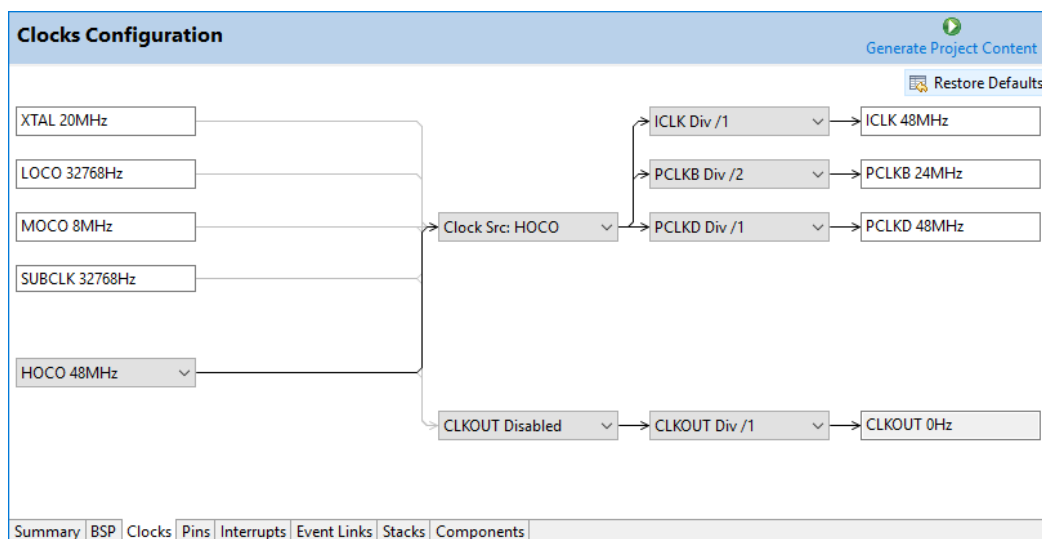 Clocks Configuration
Generate Project Content
Restore Defaults
XTAL 20MHz
ICLK Div /1
ICLK 48MHz
LOCO 32768Hz
PCLKB Div /2
PCLKB 24MHz
MOCO 8MHz
Clock Src: HOCO
PCLKD Div /1
PCLKD 48MHz
SUBCLK 32768Hz
HOCO 48MHz
CLKOUT Disabled
CLKOUT Div /1
CLKOUT 0Hz
Summary BSP Clocks Pins Interrupts Event Links Stacks Components